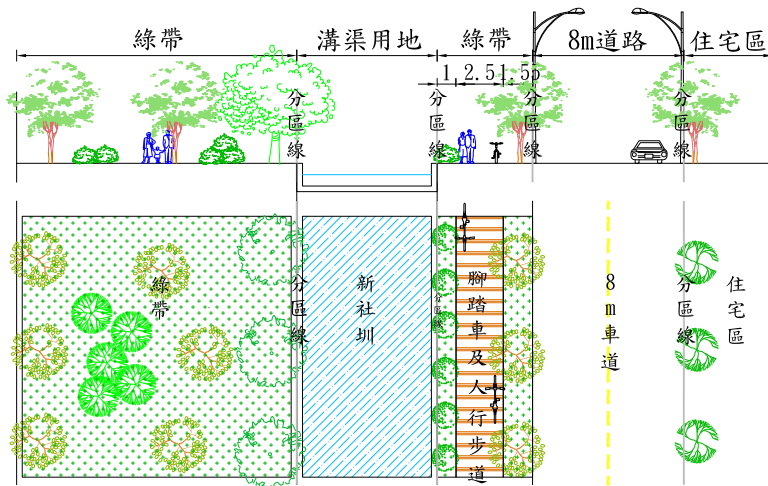 綠帶
溝渠用地
綠帶
8m道路
住宅區
1
2.5
1.55
分區線
分區線
分區線
分區線
綠帶
分區線
新社圳
分區線
腳踏車及人行步道
8m車道
分區線
住宅區